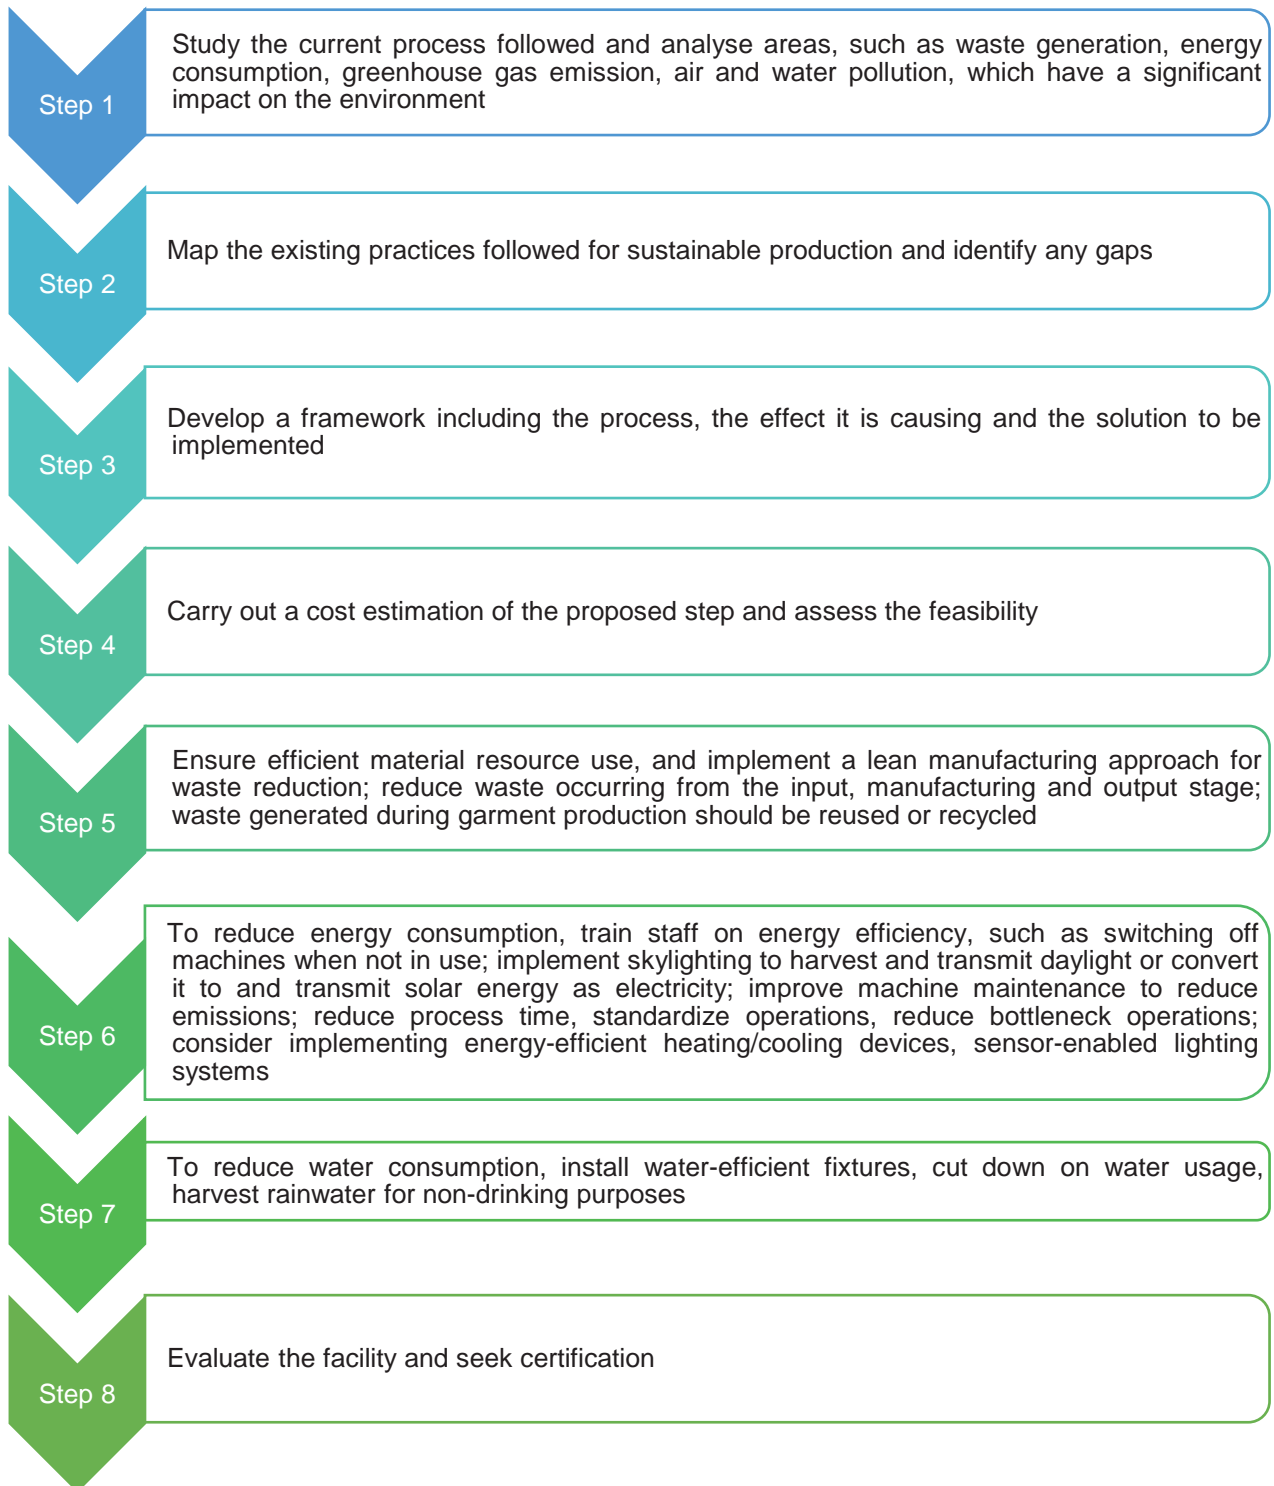 Step 1
Study the current process followed and analyse areas, such as waste generation, energy
consumption, greenhouse gas emission, air and water pollution, which have a significant
impact on the environment
Step 2
Map the existing practices followed for sustainable production and identify any gaps
Step 3
Develop a framework including the process, the effect it is causing and the solution to be
implemented
Step 4
Carry out a cost estimation of the proposed step and assess the feasibility
Step 5
Ensure efficient material resource use, and implement a lean manufacturing approach for
waste reduction; reduce waste occurring from the input, manufacturing and output stage;
waste generated during garment production should be reused or recycled
Step 6
To reduce energy consumption, train staff on energy efficiency, such as switching off
machines when not in use; implement skylighting to harvest and transmit daylight or convert
it to and transmit solar energy as electricity; improve machine maintenance to reduce
emissions; reduce process time, standardize operations, reduce bottleneck operations;
consider implementing energy-efficient heating/cooling devices, sensor-enabled lighting
systems
Step 7
To reduce water consumption, install water-efficient fixtures, cut down on water usage,
harvest rainwater for non-drinking purposes
Step 8
Evaluate the facility and seek certification